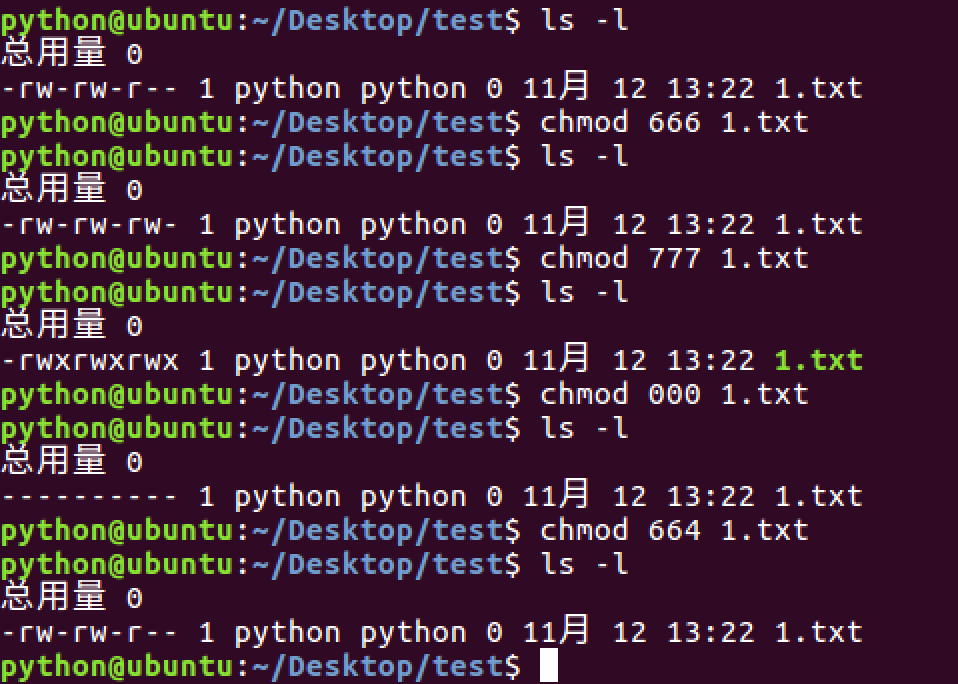 python@ubuntu:~/Desktop/test$ ls -l
总用量 0
-rw-rw-r-- 1 python python 0 11月 12 13:22 1.txt
python@ubuntu:~/Desktop/test$ chmod 666 1.txt
python@ubuntu:~/Desktop/test$ ls -l
总用量 0
-rw-rw-rw- 1 python python 0 11月 12 13:22 1.txt
python@ubuntu:~/Desktop/test$ chmod 777 1.txt
python@ubuntu:~/Desktop/test$ ls -l
总用量 0
-rwxrwxrwx 1 python python 0 11月 12 13:22 1.txt
python@ubuntu:~/Desktop/test$ chmod 000 1.txt
python@ubuntu:~/Desktop/test$ ls -l
总用量 0
---------- 1 python python 0 11月 12 13:22 1.txt
python@ubuntu:~/Desktop/test$ chmod 664 1.txt
python@ubuntu:~/Desktop/test$ ls -l
总用量 0
-rw-rw-r-- 1 python python 0 11月 12 13:22 1.txt
python@ubuntu:~/Desktop/test$